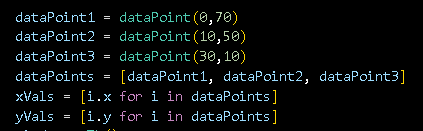 dataPoint1 = dataPoint(0,70)
dataPoint2 = dataPoint(10,50)
dataPoint3 = dataPoint(30,10)
dataPoints = [dataPoint1, dataPoint2, dataPoint3]
xVals = [i.x for i in dataPoints]
yVals = [i.y for i in dataPoints]